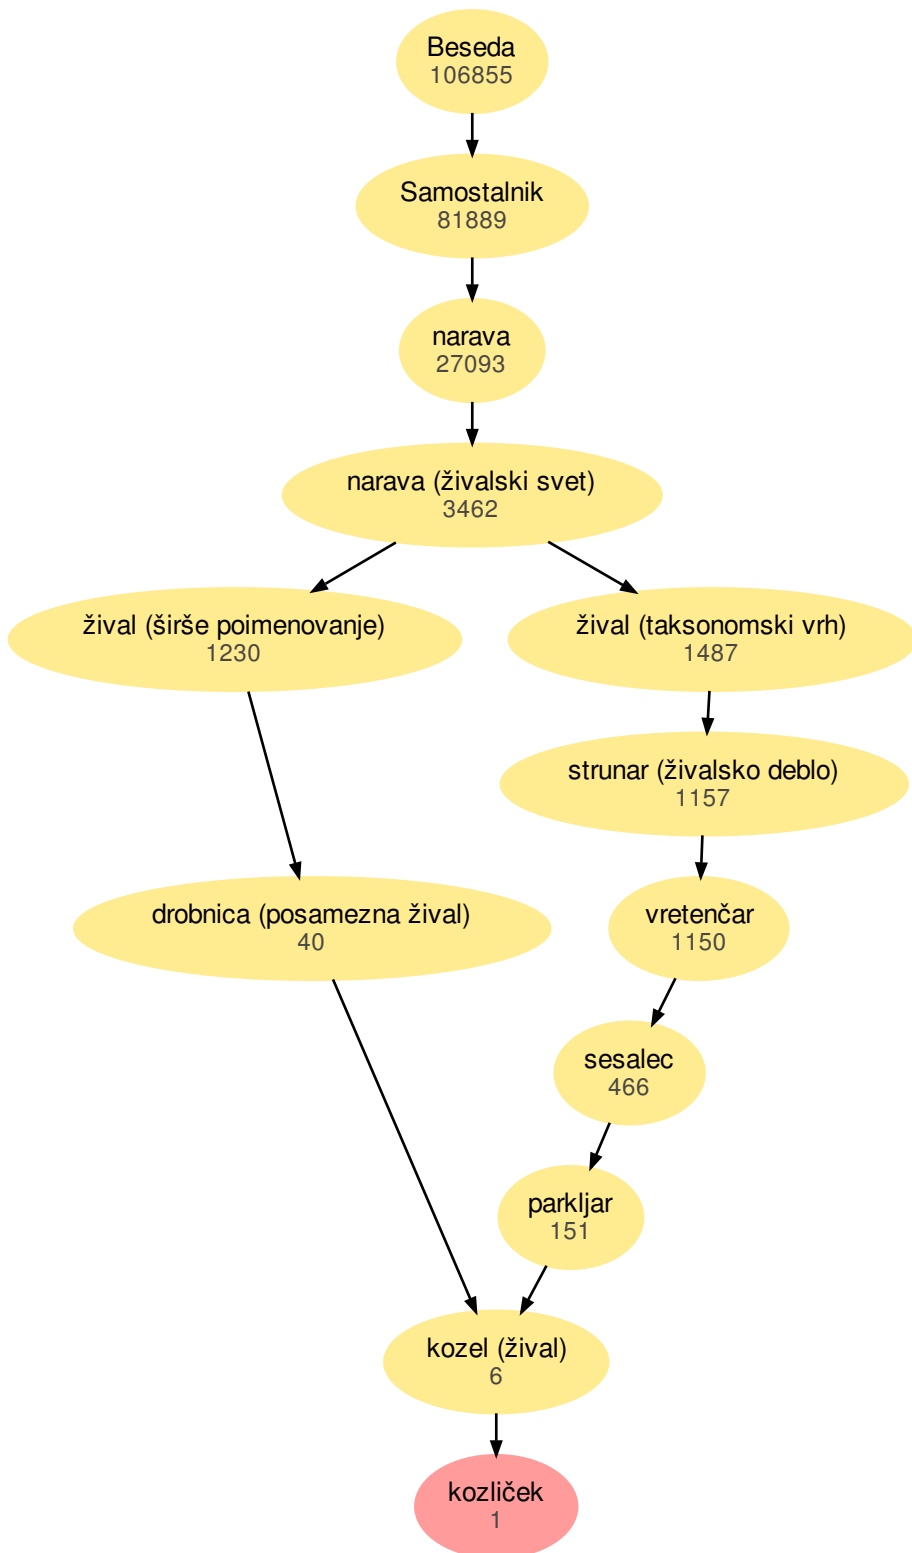 Beseda
106855
Samostalnik
81889
narava
27093
narava (živalski svet)
3462
žival (širše poimenovanje)
1230
žival (taksonomski vrh)
1487
strunar (živalsko deblo)
1157
drobnica (posamezna žival)
40
vretenčar
1150
sesalec
466
parkljar
151
kozel (žival)
6
kozliček
1